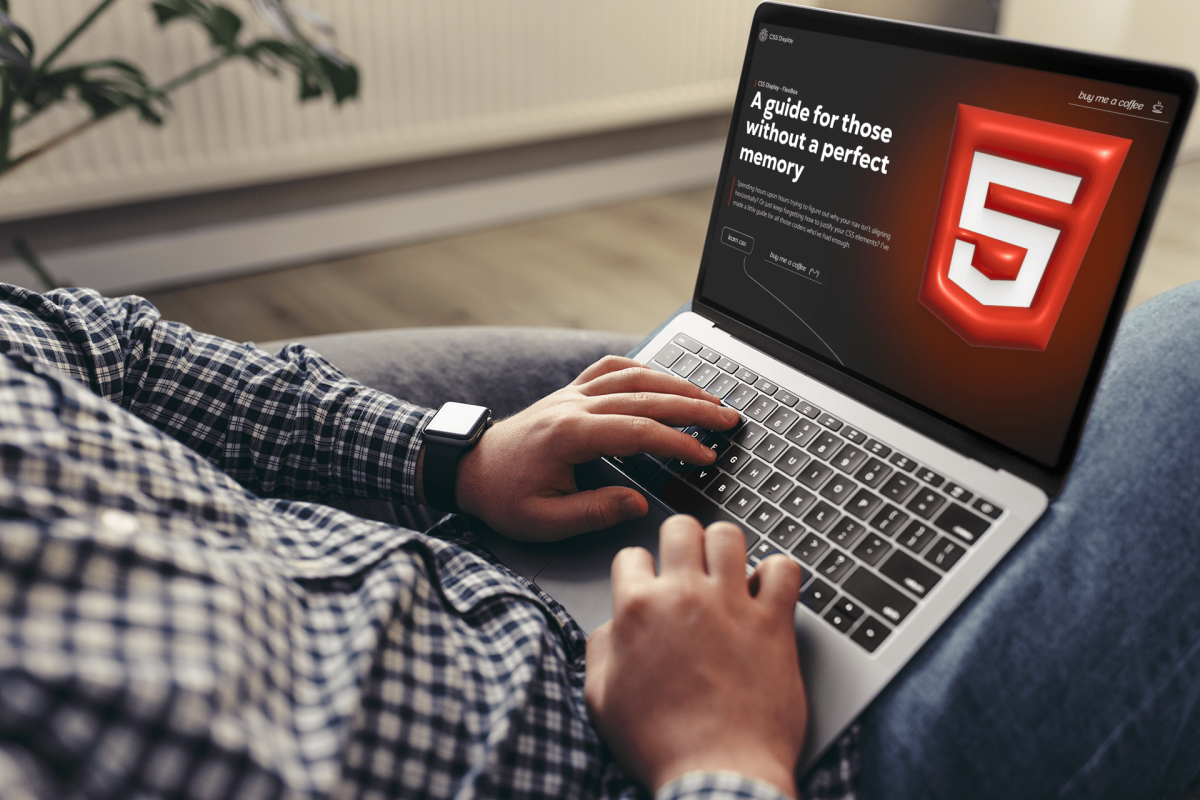 CSS Display
buy me a coffee
CSS Display - FlexBox
A guide for those
without a perfect
memory
Spending hours upon hours trying to figure out why your nav isn't aligning
horizontally? Or just keep forgetting how to justify your CSS elements? I've
made a little guide for all those coders who've had enough.
learn css
buy me a coffee (^-^)
5